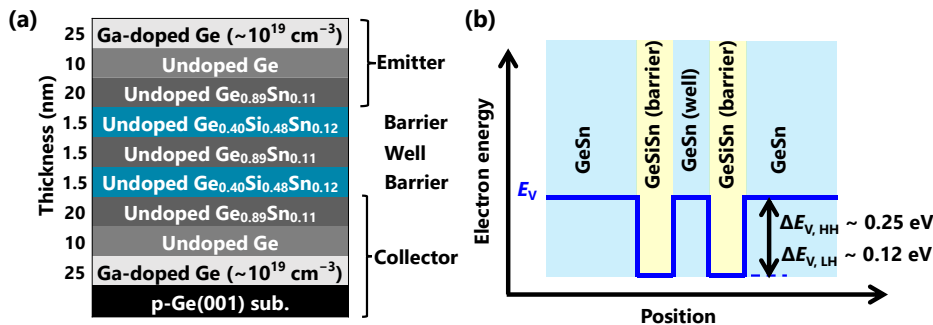 (a)
Thickness (nm)
25 Ga-doped Ge (~10¹⁹ cm⁻³)
10 Undoped Ge
20 Undoped Ge₀.₈₉Sn₀.₁₁
1.5 Undoped Ge₀.₄₀Si₀.₄₈Sn₀.₁₂ Barrier
1.5 Undoped Ge₀.₈₉Sn₀.₁₁ Well
1.5 Undoped Ge₀.₄₀Si₀.₄₈Sn₀.₁₂ Barrier
20 Undoped Ge₀.₈₉Sn₀.₁₁
10 Undoped Ge
25 Ga-doped Ge (~10¹⁹ cm⁻³)
p-Ge(001) sub.
Emitter
Collector
(b)
Electron energy
E_V
GeSn
GeSiSn (barrier)
GeSn (well)
GeSiSn (barrier)
GeSn
ΔE_V, HH ~ 0.25 eV
ΔE_V, LH ~ 0.12 eV
Position